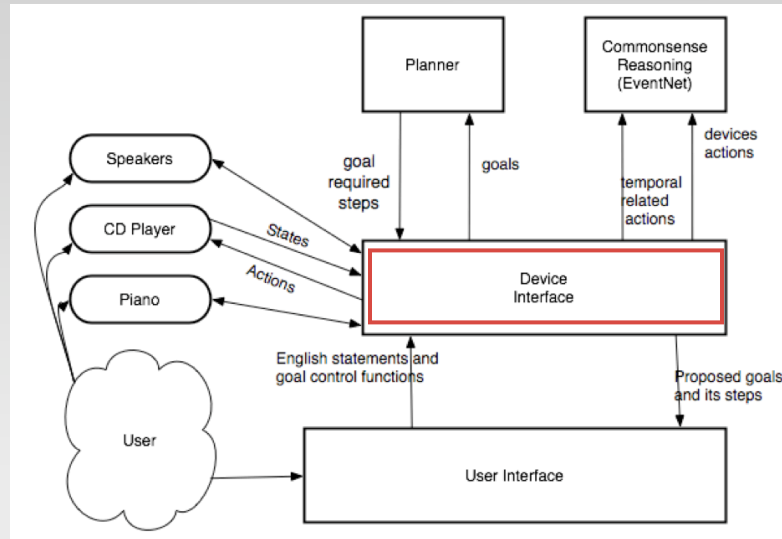 Planner
Commonsense
Reasoning
(EventNet)
Speakers
CD Player
Piano
States
Actions
goal
required
steps
goals
temporal
related
actions
devices
actions
Device
Interface
English statements and
goal control functions
Proposed goals
and its steps
User
User Interface